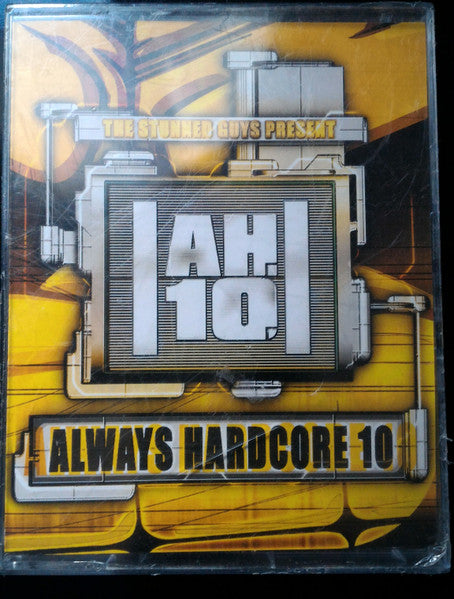 THE STUNNED GUYS PRESENT
AH.
10.
ALWAYS HARDCORE 10